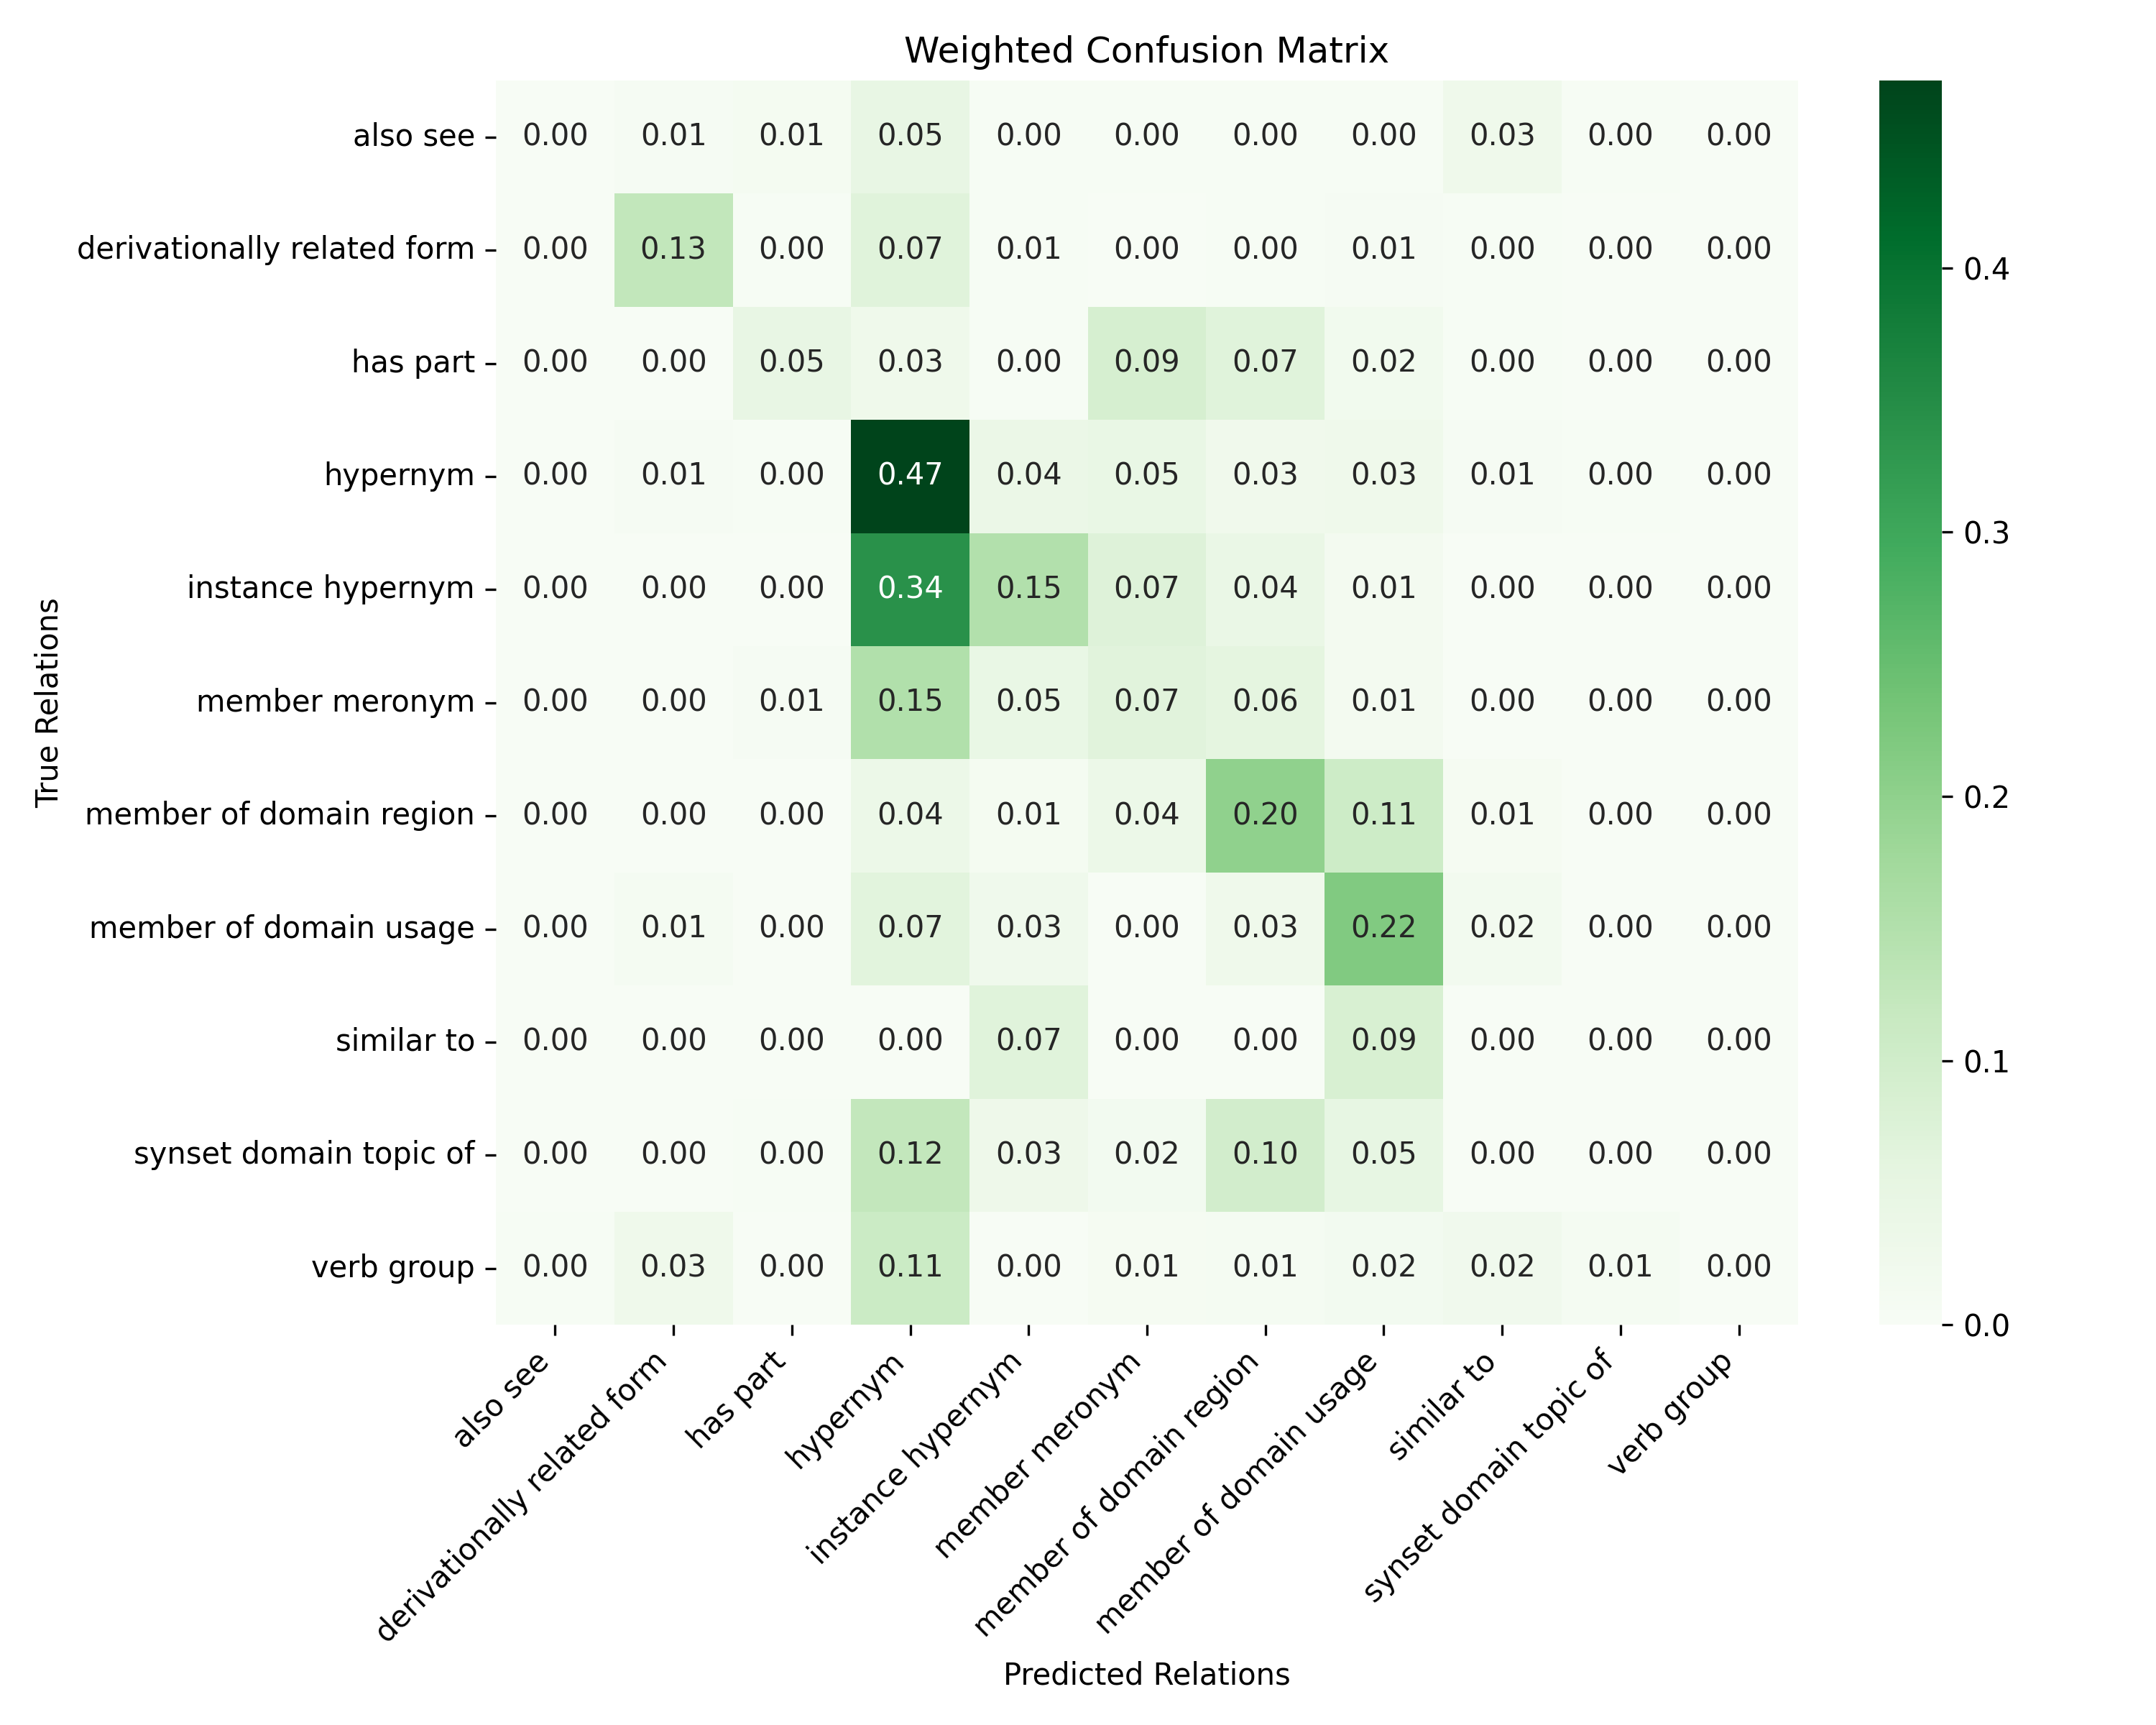 Weighted Confusion Matrix
True Relations
also see 0.00 0.01 0.01 0.05 0.00 0.00 0.00 0.00 0.03 0.00 0.00
derivationally related form 0.00 0.13 0.00 0.07 0.01 0.00 0.00 0.01 0.00 0.00 0.00
has part 0.00 0.00 0.05 0.03 0.00 0.09 0.07 0.02 0.00 0.00 0.00
hypernym 0.00 0.01 0.00 0.47 0.04 0.05 0.03 0.03 0.01 0.00 0.00
instance hypernym 0.00 0.00 0.00 0.34 0.15 0.07 0.04 0.01 0.00 0.00 0.00
member meronym 0.00 0.00 0.01 0.15 0.05 0.07 0.06 0.01 0.00 0.00 0.00
member of domain region 0.00 0.00 0.00 0.04 0.01 0.04 0.20 0.11 0.01 0.00 0.00
member of domain usage 0.00 0.01 0.00 0.07 0.03 0.00 0.03 0.22 0.02 0.00 0.00
similar to 0.00 0.00 0.00 0.00 0.07 0.00 0.00 0.09 0.00 0.00 0.00
synset domain topic of 0.00 0.00 0.00 0.12 0.03 0.02 0.10 0.05 0.00 0.00 0.00
verb group 0.00 0.03 0.00 0.11 0.00 0.01 0.01 0.02 0.02 0.01 0.00
also see
derivationally related form
has part
hypernym
instance hypernym
member meronym
member of domain region
member of domain usage
similar to
synset domain topic of
verb group
Predicted Relations
0.4
0.3
0.2
0.1
0.0